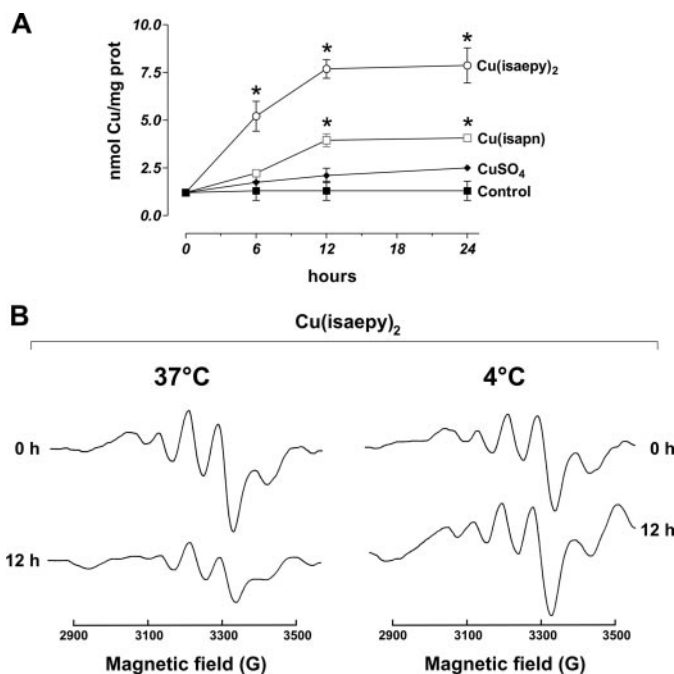 A
nmol Cu/mg prot
10.0
7.5
5.0
2.5
0.0
*
*
*
*
*
Cu(isaepy)₂
Cu(isapn)
CuSO₄
Control
0 6 12 18 24
hours
B
Cu(isaepy)₂
37°C 4°C
0 h 0 h
12 h 12 h
2900 3100 3300 3500 2900 3100 3300 3500
Magnetic field (G) Magnetic field (G)